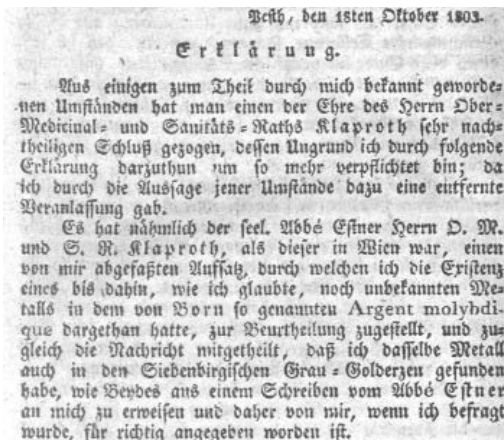 Pesth, den 18ten Oktober 1803.
Erklärung.
Aus einigen zum Theil durch mich bekannt geworde-
nen Umständen hat man einen der Ehre des Herrn Ober-
Medicinal- und Sanitäts-Raths Klaproth sehr nach-
theiligen Schluß gezogen, dessen Ungrund ich durch folgende
Erklärung darzuthun um so mehr verpflichtet bin; da
ich durch die Aussage jener Umstände dazu eine entfernte
Veranlassung gab.
Es hat nähmlich der seel. Abbé Estner Herrn O. M.
und S. R. Klaproth, als dieser in Wien war, einen
von mir abgefaßten Aufsatz, durch welchen ich die Existenz
eines bis dahin, wie ich glaubte, noch unbekannten Me-
talls in dem von Born so genannten Argent molybdi-
que dargethan hatte, zur Beurtheilung zugestellt, und zu-
gleich die Nachricht mitgetheilt, daß ich dasselbe Metall
auch in den Siebenbirgischen Grau-Golderzen gefunden
habe, wie Beydes aus einem Schreiben vom Abbé Estner
an mich zu erweisen und daher von mir, wenn ich befragt
wurde, für richtig angegeben worden ist.